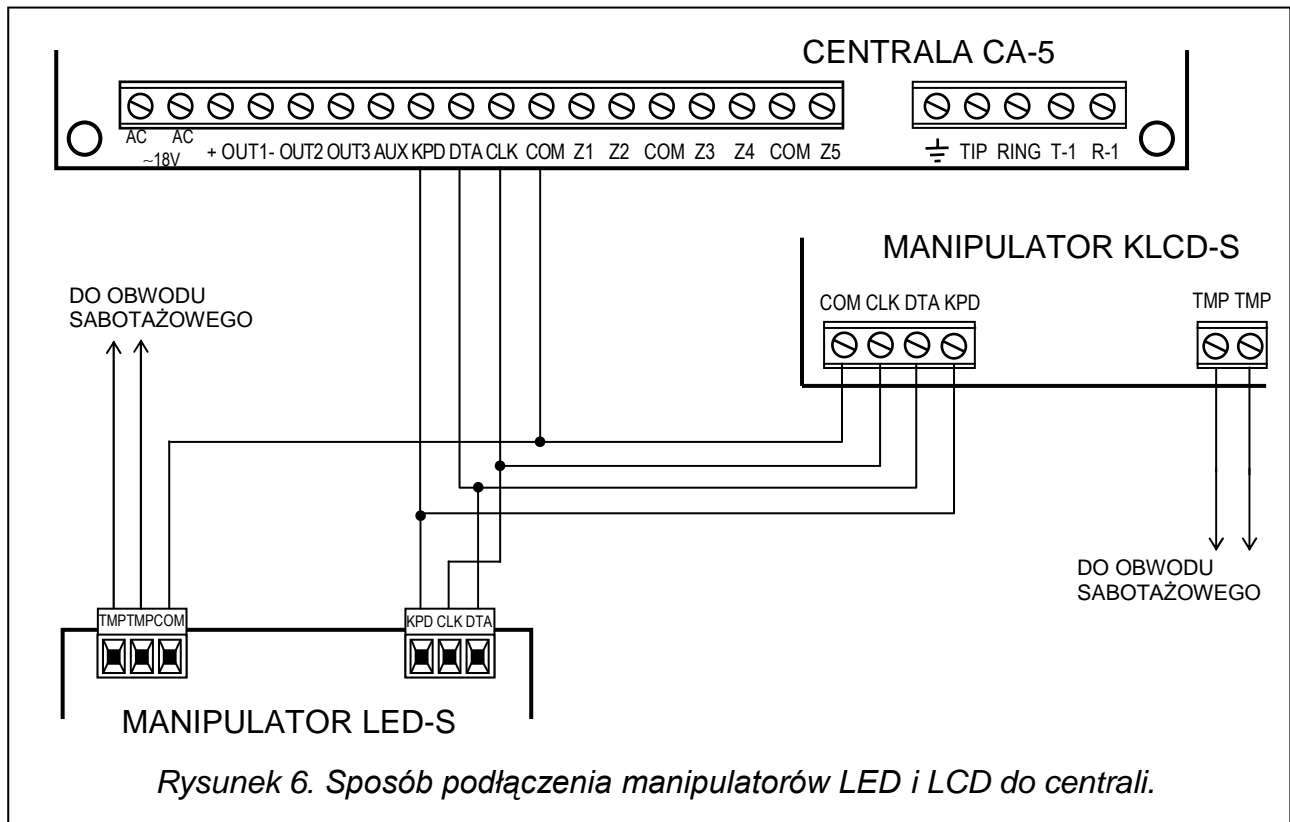 CENTRALA CA-5
AC AC
~18V
+ OUT1- OUT2 OUT3 AUX KPD DTA CLK COM Z1 Z2 COM Z3 Z4 COM Z5
TIP RING T-1 R-1
MANIPULATOR KLCD-S
COM CLK DTA KPD
TMP TMP
DO OBWODU
SABOTAŻOWEGO
DO OBWODU
SABOTAŻOWEGO
TMP TMP COM
KPD CLK DTA
MANIPULATOR LED-S
Rysunek 6. Sposób podłączenia manipulatorów LED i LCD do centrali.